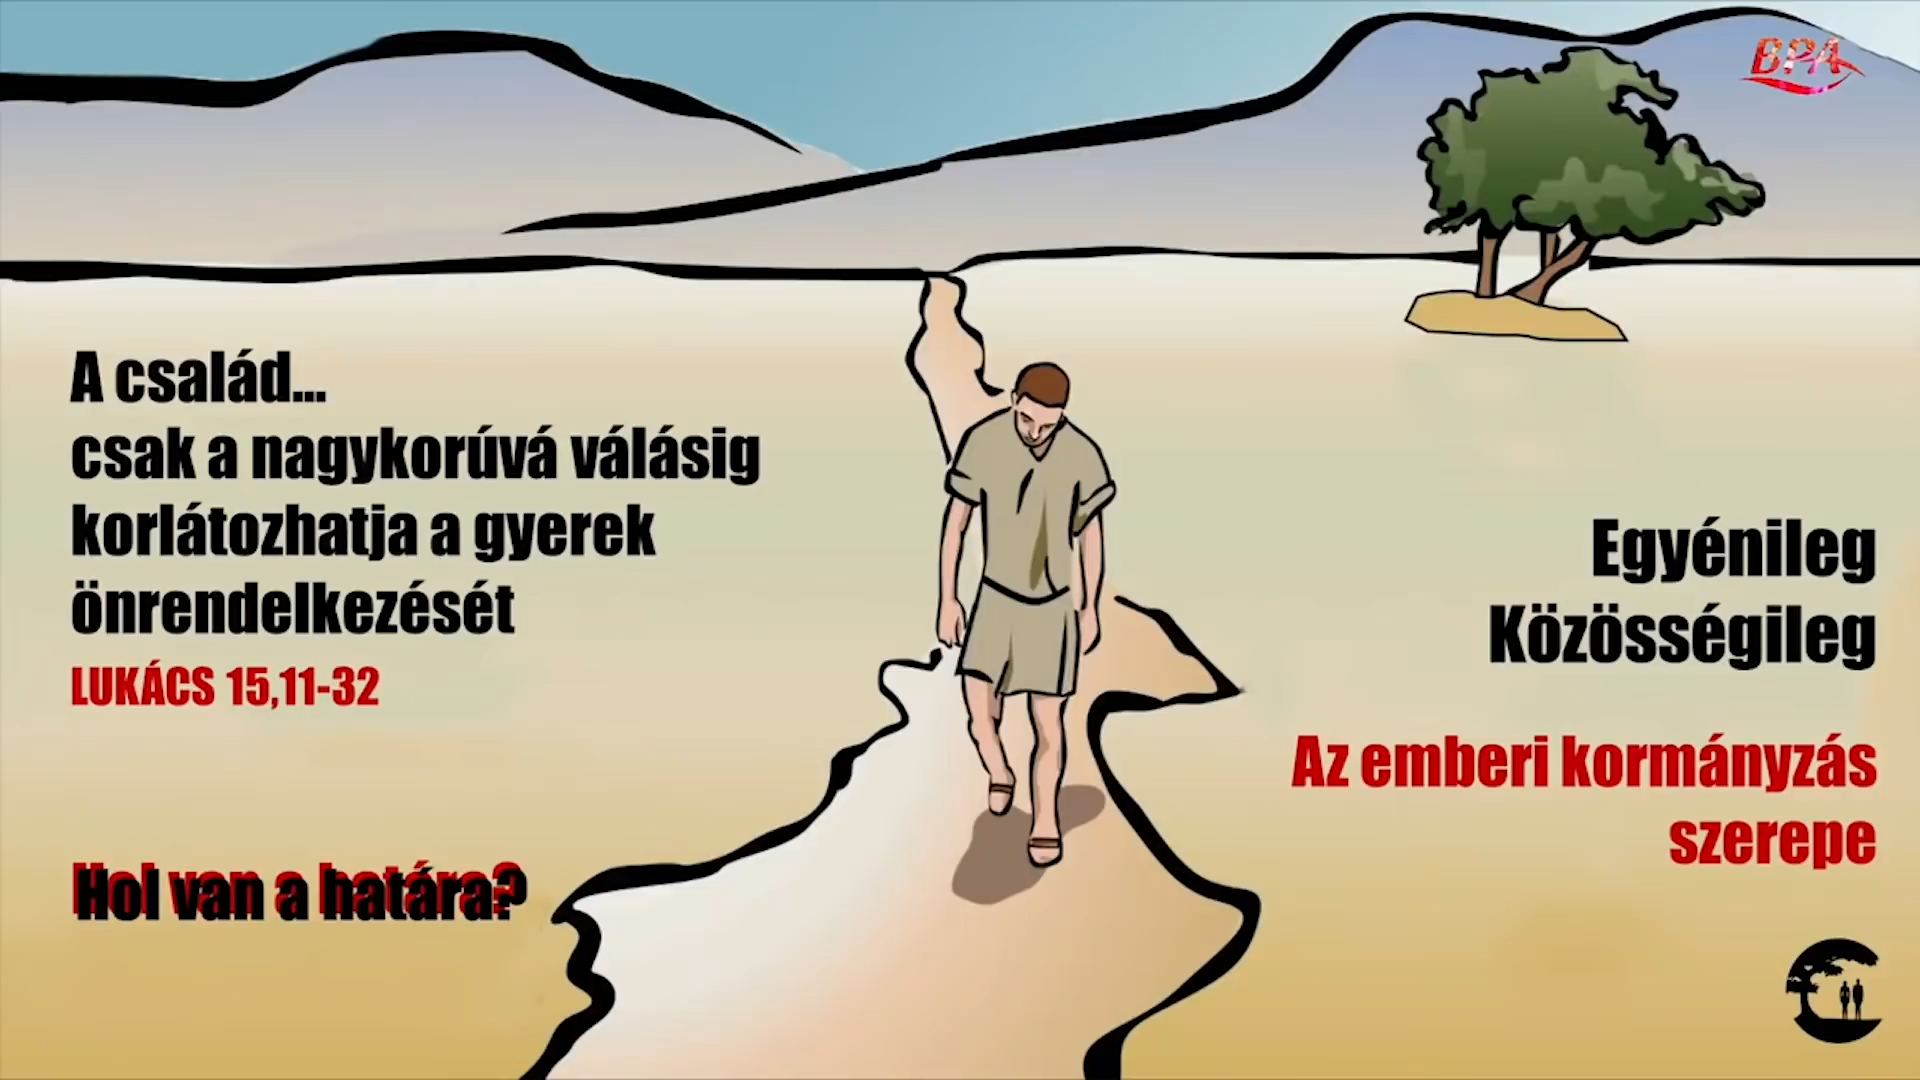 BPA
A család...
csak a nagykorúvá válásig
korlátozhatja a gyerek
önrendelkezését
LUKÁCS 15,11-32
Hol van a határa?
Egyénileg
Közösségileg
Az emberi kormányzás
szerepe